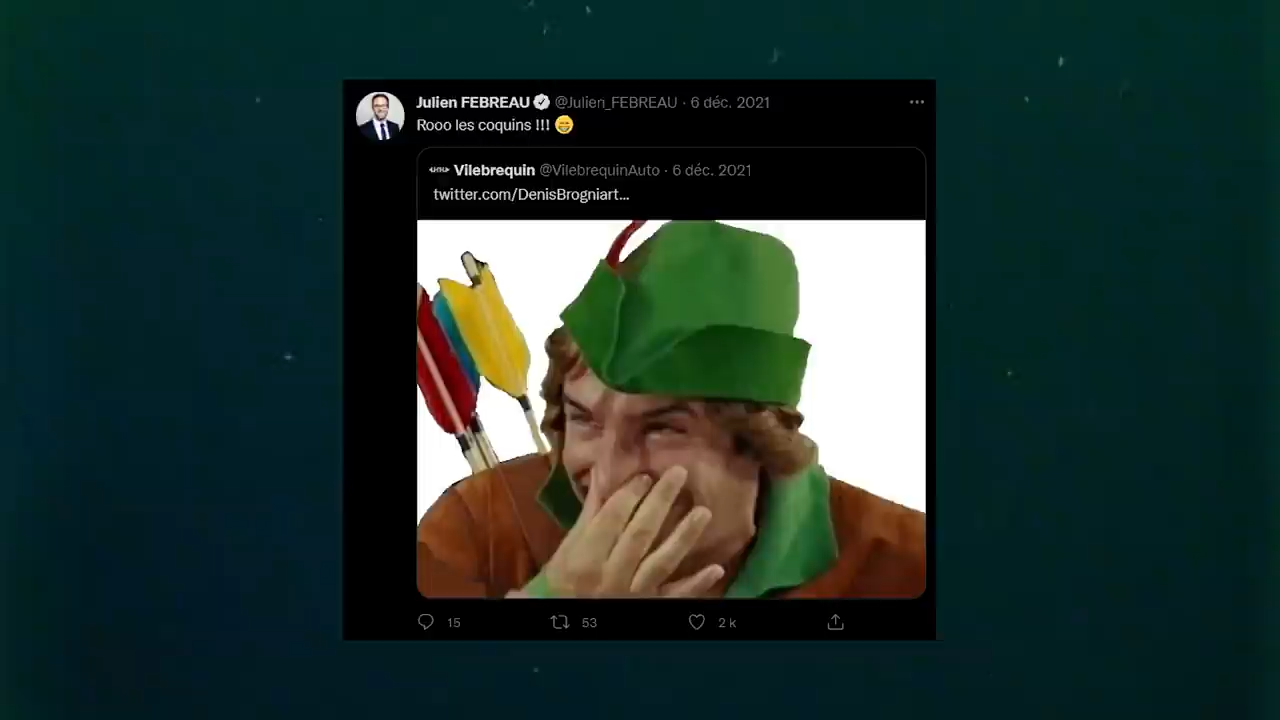 Julien FEBREAU @Julien_FEBREAU · 6 déc. 2021
Rooo les coquins !!! 😁
Vilebrequin @VilebrequinAuto · 6 déc. 2021
twitter.com/DenisBrogniart...
15 53 2 k